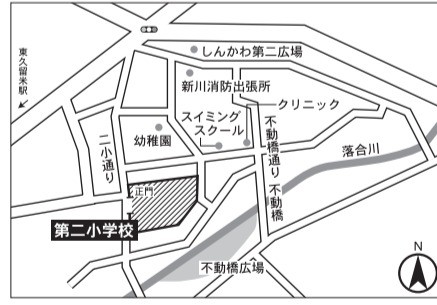 しんかわ第二広場
東久留米駅
新川消防出張所
クリニック
スイミング
スクール
幼稚園
二小通り
不動橋通り
不動橋
落合川
正門
第二小学校
不動橋広場
N